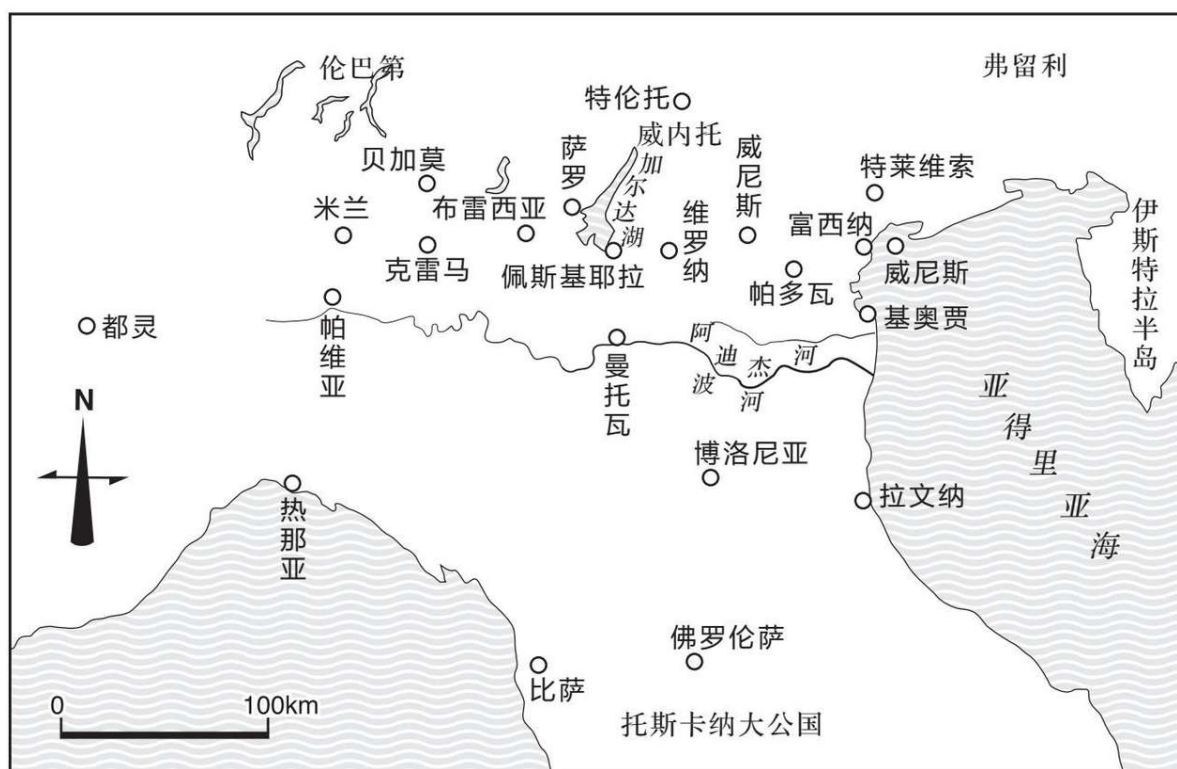 伦巴第
弗留利
特伦托
威内托
贝加莫
萨罗
加尔达湖
威尼斯
特莱维索
米兰
布雷西亚
维罗纳
富西纳
威尼斯
伊斯特拉半岛
克雷马
佩斯基耶拉
帕多瓦
基奥贾
都灵
帕维亚
曼托瓦
阿迪杰河
波河
亚得里亚海
N
博洛尼亚
拉文纳
热那亚
佛罗伦萨
比萨
0 100km
托斯卡纳大公国